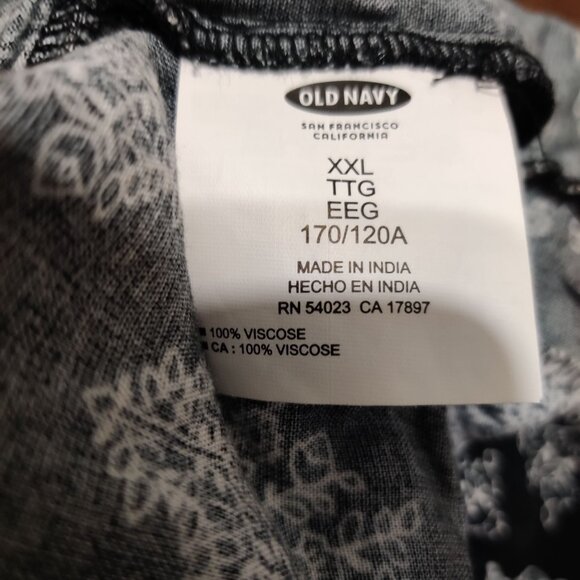 OLD NAVY
SAN FRANCISCO
CALIFORNIA
XXL
TTG
EEG
170/120A
MADE IN INDIA
HECHO EN INDIA
RN 54023 CA 17897
100% VISCOSE
CA : 100% VISCOSE